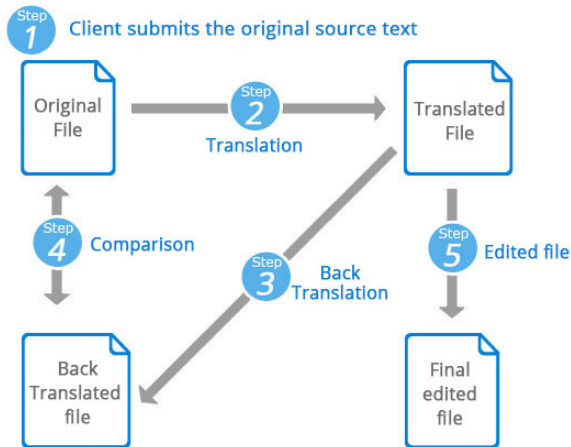 Step
1
Client submits the original source text
Original
File
Step
2
Translation
Translated
File
Step
4
Comparison
Step
3
Back
Translation
Step
5
Edited file
Back
Translated
file
Final
edited
file